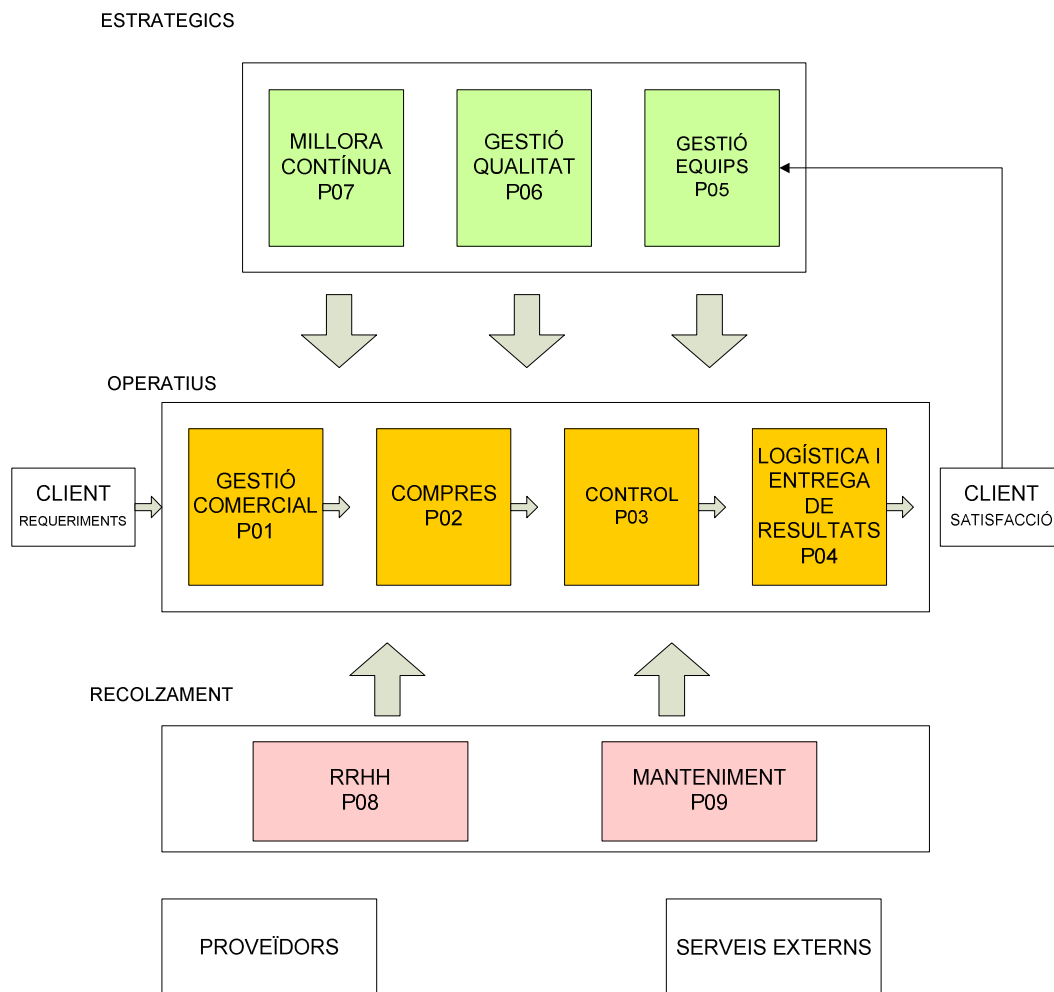 ESTRATEGICS
MILLORA
CONTÍNUA
P07
GESTIÓ
QUALITAT
P06
GESTIÓ
EQUIPS
P05
OPERATIUS
CLIENT
REQUERIMENTS
GESTIÓ
COMERCIAL
P01
COMPRES
P02
CONTROL
P03
LOGÍSTICA I
ENTREGA
DE
RESULTATS
P04
CLIENT
SATISFACCIÓ
RECOLZAMENT
RRHH
P08
MANTENIMENT
P09
PROVEÏDORS
SERVEIS EXTERNS